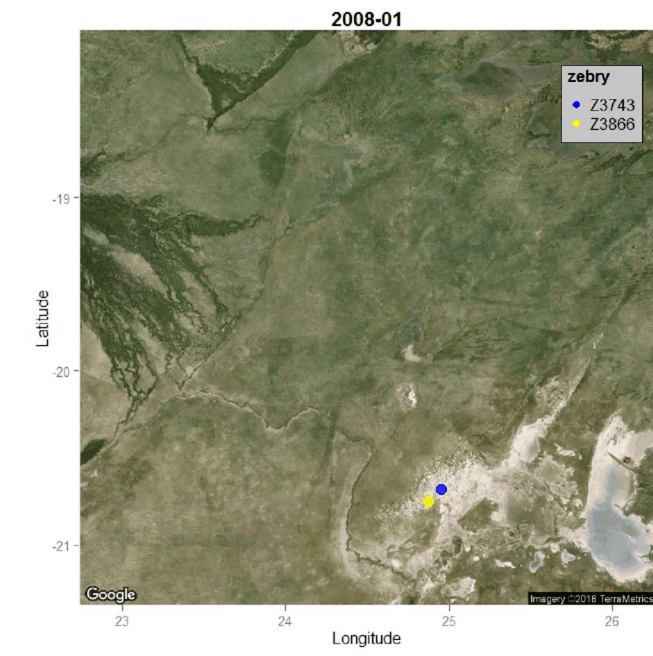 2008-01
zebry
Z3743
Z3866
-19
Latitude
-20
-21
Google
Imagery ©2016 TerraMetrics
23
24
25
26
Longitude